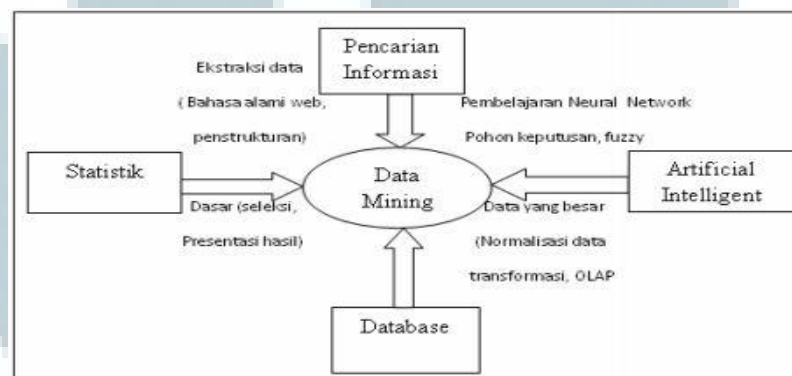 Pencarian
Informasi
Ekstraksi data
( Bahasa alami web,
penstrukturan)
Pembelajaran Neural Network
Pohon keputusan, fuzzy
Statistik
Data
Mining
Artificial
Intelligent
Dasar (seleksi,
Presentasi hasil)
Data yang besar
(Normalisasi data
transformasi, OLAP
Database